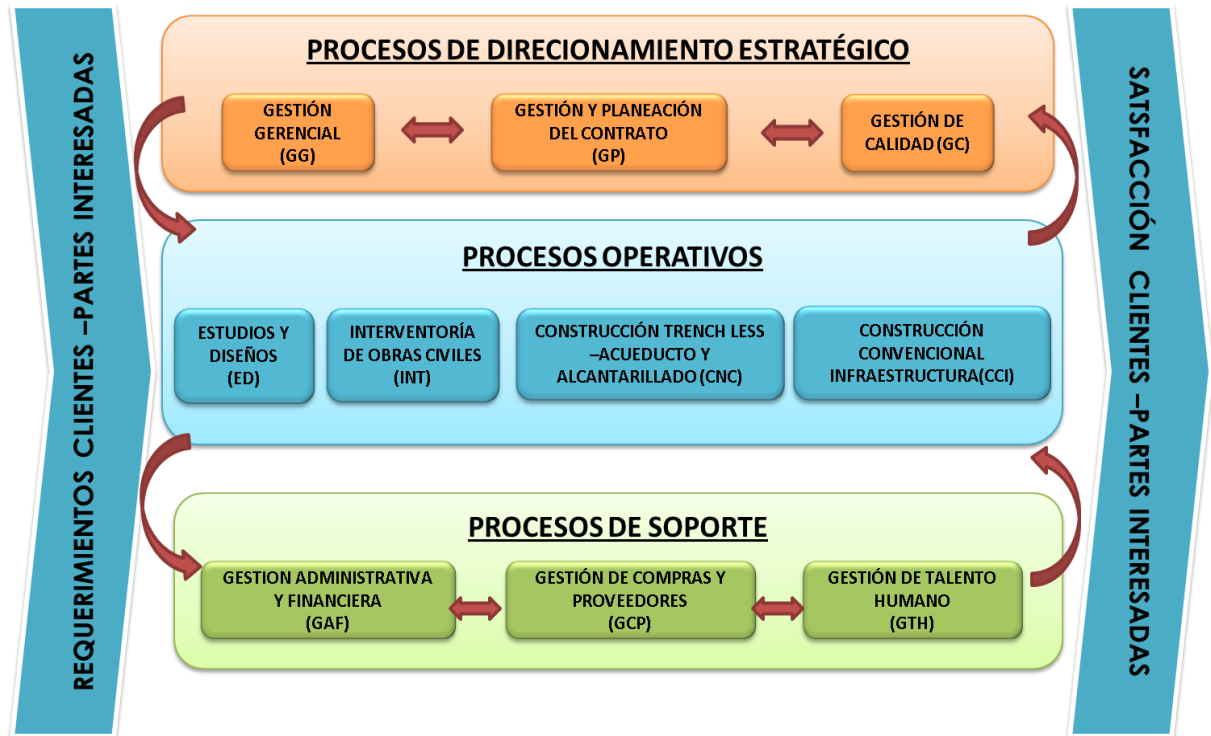 REQUERIMIENTOS CLIENTES –PARTES INTERESADAS
PROCESOS DE DIRECIONAMIENTO ESTRATÉGICO
GESTIÓN
GERENCIAL
(GG)
GESTIÓN Y PLANEACIÓN
DEL CONTRATO
(GP)
GESTIÓN DE
CALIDAD (GC)
PROCESOS OPERATIVOS
ESTUDIOS Y
DISEÑOS
(ED)
INTERVENTORÍA
DE OBRAS CIVILES
(INT)
CONSTRUCCIÓN TRENCH LESS
–ACUEDUCTO Y
ALCANTARILLADO (CNC)
CONSTRUCCIÓN
CONVENCIONAL
INFRAESTRUCTURA(CCI)
PROCESOS DE SOPORTE
GESTION ADMINISTRATIVA
Y FINANCIERA
(GAF)
GESTIÓN DE COMPRAS Y
PROVEEDORES
(GCP)
GESTIÓN DE TALENTO
HUMANO
(GTH)
SATISFACCIÓN CLIENTES –PARTES INTERESADAS